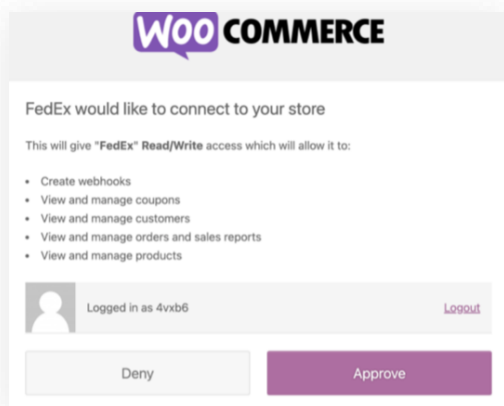 WOO COMMERCE
FedEx would like to connect to your store
This will give "FedEx" Read/Write access which will allow it to:
• Create webhooks
• View and manage coupons
• View and manage customers
• View and manage orders and sales reports
• View and manage products
Logged in as 4vxb6
Logout
Deny
Approve